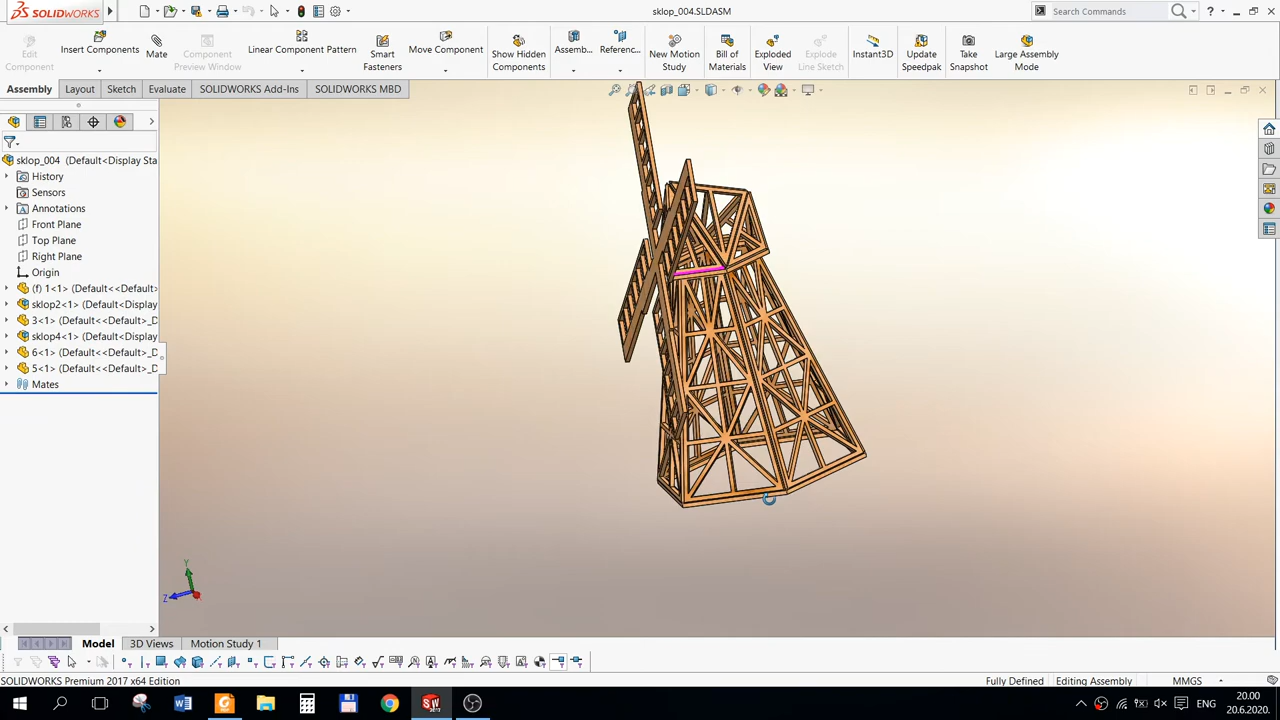 SOLIDWORKS
sklop_004.SLDASM
Search Commands
Edit Component
Insert Components
Mate
Component Preview Window
Linear Component Pattern
Smart Fasteners
Move Component
Show Hidden Components
Assemb...
Referenc...
New Motion Study
Bill of Materials
Exploded View
Explode Line Sketch
Instant3D
Update Speedpak
Take Snapshot
Large Assembly Mode
Assembly
Layout
Sketch
Evaluate
SOLIDWORKS Add-Ins
SOLIDWORKS MBD
sklop_004 (Default<Display Sta
History
Sensors
Annotations
Front Plane
Top Plane
Right Plane
Origin
(f) 1<1> (Default<<Default>
sklop2<1> (Default<Display
3<1> (Default<<Default>_D
sklop4<1> (Default<Display
6<1> (Default<<Default>_D
5<1> (Default<<Default>_D
Mates
Y
Z
Model
3D Views
Motion Study 1
SOLIDWORKS Premium 2017 x64 Edition
Fully Defined
Editing Assembly
MMGS
ENG
20.00
20.6.2020.